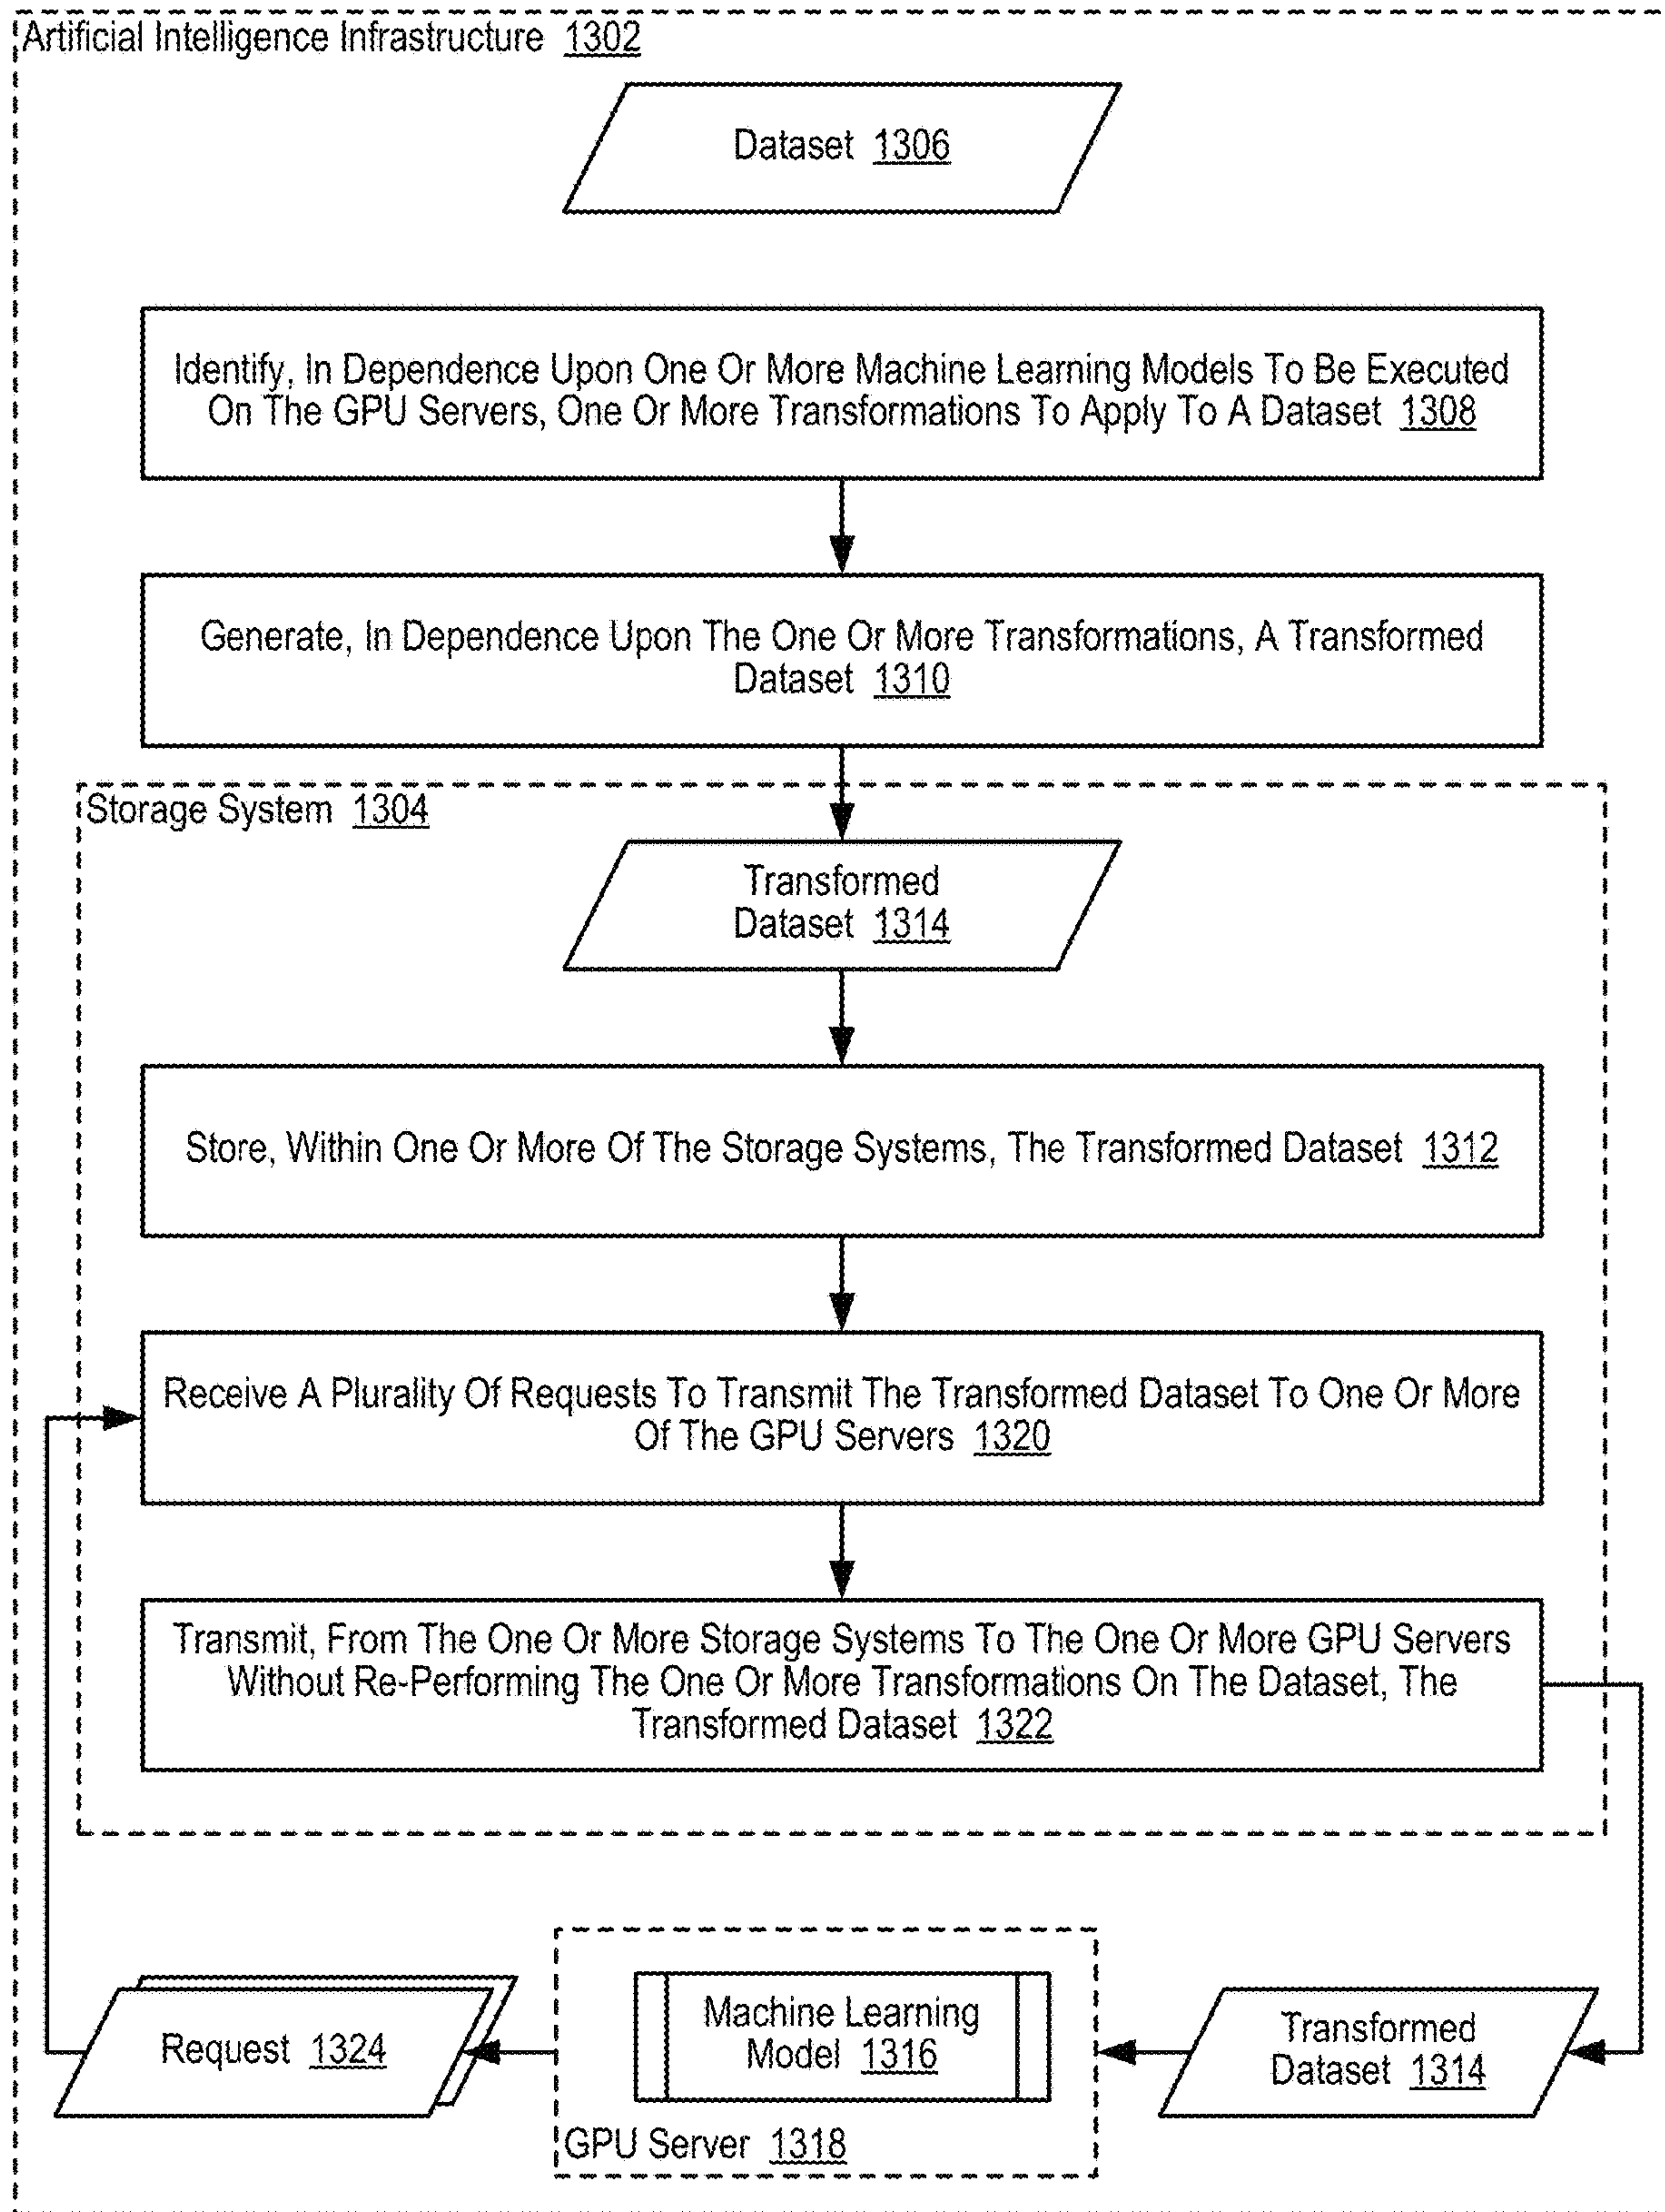 Artificial Intelligence Infrastructure 1302
Dataset 1306
Identify, In Dependence Upon One Or More Machine Learning Models To Be Executed
On The GPU Servers, One Or More Transformations To Apply To A Dataset 1308
Generate, In Dependence Upon The One Or More Transformations, A Transformed
Dataset 1310
Storage System 1304
Transformed
Dataset 1314
Store, Within One Or More Of The Storage Systems, The Transformed Dataset 1312
Receive A Plurality Of Requests To Transmit The Transformed Dataset To One Or More
Of The GPU Servers 1320
Transmit, From The One Or More Storage Systems To The One Or More GPU Servers
Without Re-Performing The One Or More Transformations On The Dataset, The
Transformed Dataset 1322
Request 1324
Machine Learning
Model 1316
GPU Server 1318
Transformed
Dataset 1314